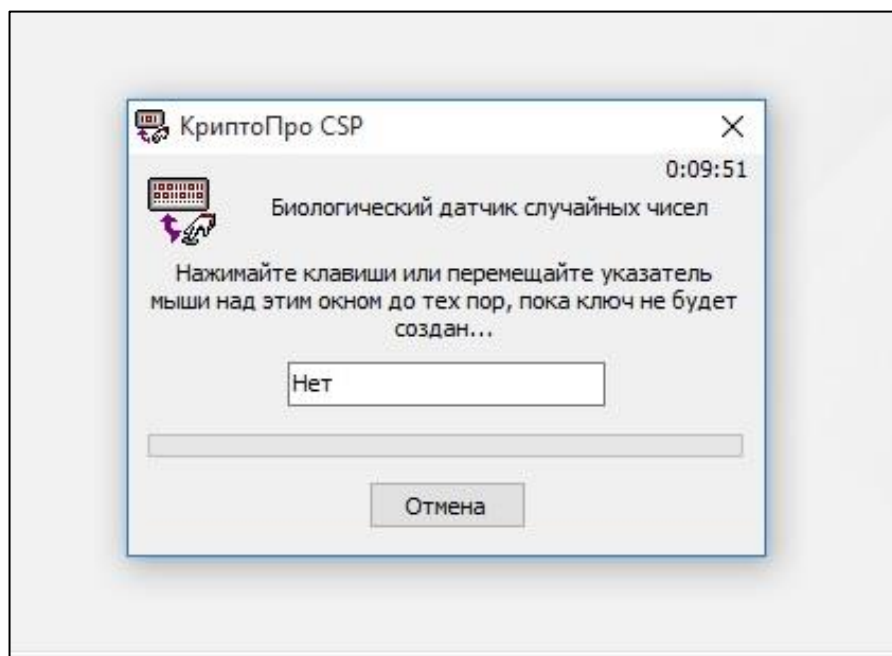 КриптоПро CSP
0:09:51
Биологический датчик случайных чисел
Нажимайте клавиши или перемещайте указатель
мыши над этим окном до тех пор, пока ключ не будет
создан...
Нет
Отмена